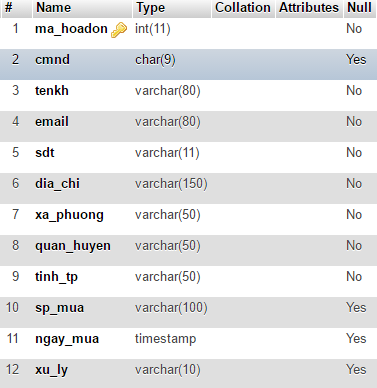 # Name Type Collation Attributes Null
1 ma_hoadon int(11) No
2 cmnd char(9) Yes
3 tenkh varchar(80) No
4 email varchar(80) No
5 sdt varchar(11) No
6 dia_chi varchar(150) No
7 xa_phuong varchar(50) No
8 quan_huyen varchar(50) No
9 tinh_tp varchar(50) No
10 sp_mua varchar(100) Yes
11 ngay_mua timestamp Yes
12 xu_ly varchar(10) Yes